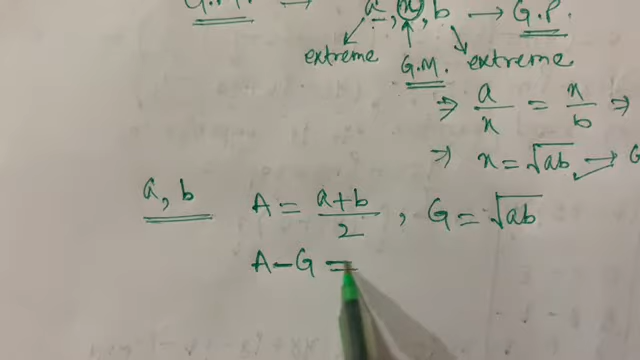 G.M. → a, x, b → G.P.
extreme G.M. extreme
⇒ a/x = x/b ⇒
⇒ x = √ab → G
a, b A = a+b/2 , G = √ab
A - G =